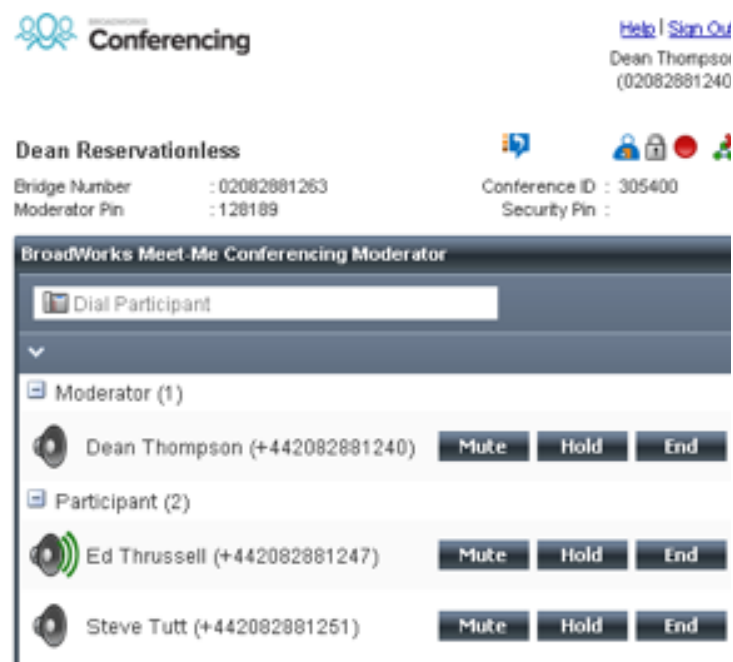 BROADWORKS
Conferencing
Help | Sign Out
Dean Thompson
(02082881240
Dean Reservationless
Bridge Number : 02082881263 Conference ID : 305400
Moderator Pin : 128189 Security Pin :
BroadWorks Meet-Me Conferencing Moderator
Dial Participant
Moderator (1)
Dean Thompson (+442082881240) Mute Hold End
Participant (2)
Ed Thrussell (+442082881247) Mute Hold End
Steve Tutt (+442082881251) Mute Hold End